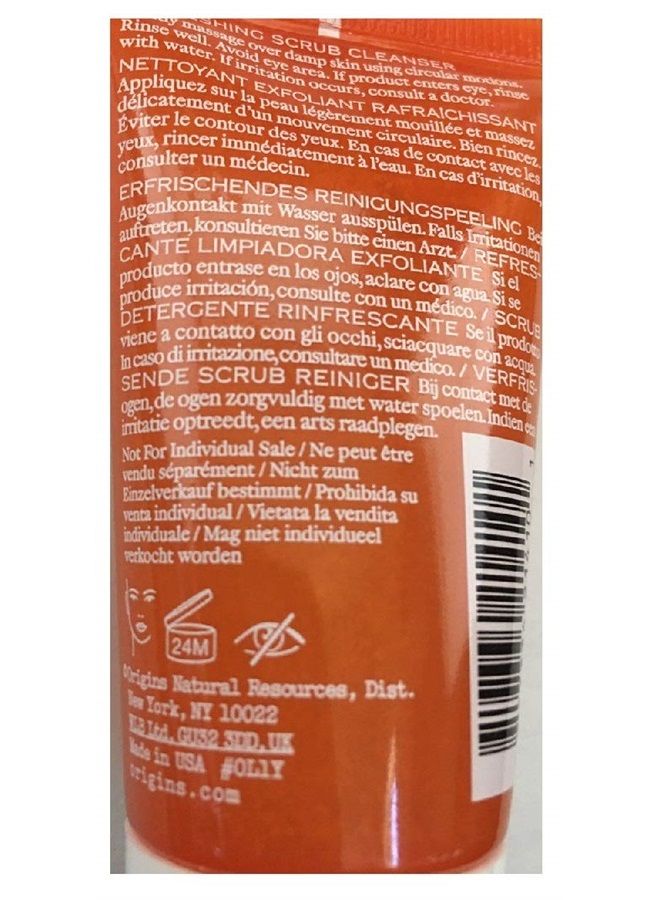 SHING SCRUB CLEANSER
massage over damp skin using circular motions.
Rinse well. Avoid eye area. If product enters eye, rinse
with water. If irritation occurs, consult a doctor.
NETTOYANT EXFOLIANT RAFRAÎCHISSANT
Appliquez sur la peau légèrement mouillée et massez
délicatement d'un mouvement circulaire. Bien rincez.
Éviter le contour des yeux. En cas de contact avec les
yeux, rincer immédiatement à l'eau. En cas d'irritation,
consulter un médecin.
ERFRISCHENDES REINIGUNGSPEELING Bei
Augenkontakt mit Wasser ausspülen. Falls Irritationen
auftreten, konsultieren Sie bitte einen Arzt. / REFRES-
CANTE LIMPIADORA EXFOLIANTE Si el
producto entrase en los ojos, aclare con agua. Si se
produce irritación, consulte con un médico. / SCRUB
DETERGENTE RINFRESCANTE Se il prodotto
viene a contatto con gli occhi, sciacquare con acqua.
In caso di irritazione, consultare un medico. / VERFRIS-
SENDE SCRUB REINIGER Bij contact met de
ogen, de ogen zorgvuldig met water spoelen. Indien een
irritatie optreedt, een arts raadplegen.
Not For Individual Sale / Ne peut être
vendu séparément / Nicht zum
Einzelverkauf bestimmt / Prohibida su
venta individual / Vietata la vendita
individuale / Mag niet individueel
verkocht worden
24M
©Origins Natural Resources, Dist.
New York, NY 10022
ELB Ltd. GU32 3DD.UK
Made in USA #OL1Y
origins.com